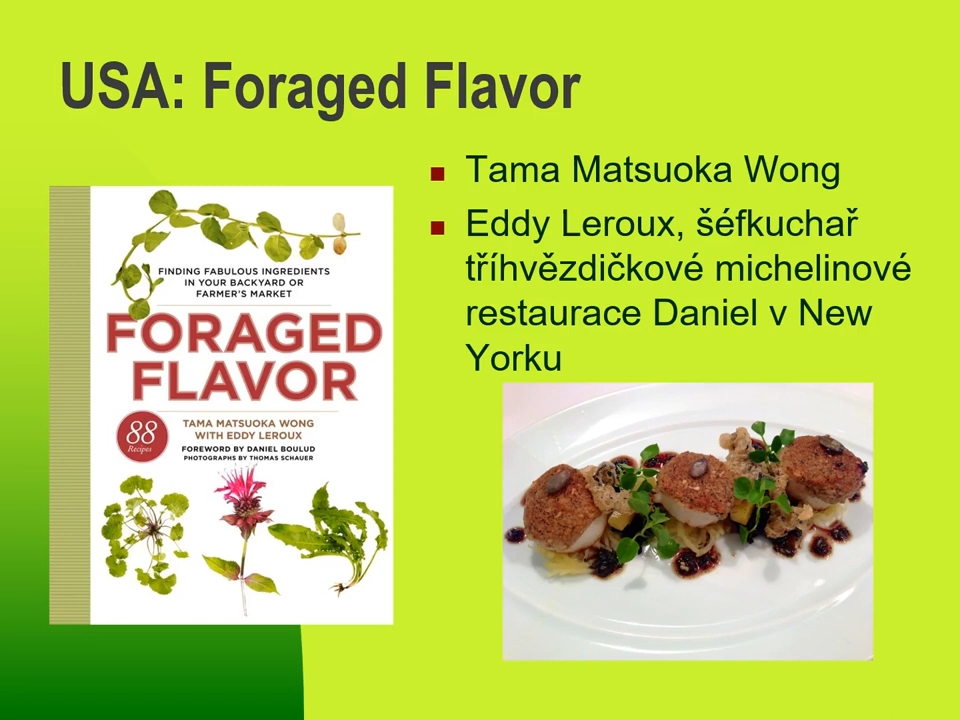 USA: Foraged Flavor
Tama Matsuoka Wong
Eddy Leroux, šéfkuchař
tříhvězdičkové michelinové
restaurace Daniel v New
Yorku
FINDING FABULOUS INGREDIENTS
IN YOUR BACKYARD OR
FARMER'S MARKET
FORAGED
FLAVOR
88
Recipes
TAMA MATSUOKA WONG
WITH EDDY LEROUX
FOREWORD BY DANIEL BOULUD
PHOTOGRAPHS BY THOMAS SCHAUER